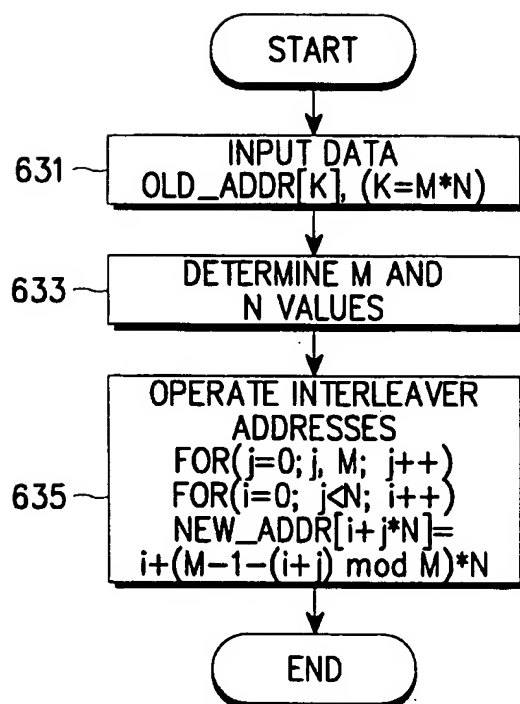 START
631
INPUT DATA
OLD_ADDR[K], (K=M*N)
633
DETERMINE M AND
N VALUES
635
OPERATE INTERLEAVER
ADDRESSES
FOR(j=0; j, M; j++)
FOR(i=0; j<N; i++)
NEW_ADDR[i+j*N]=
i+(M-1-(i+j) mod M)*N
END